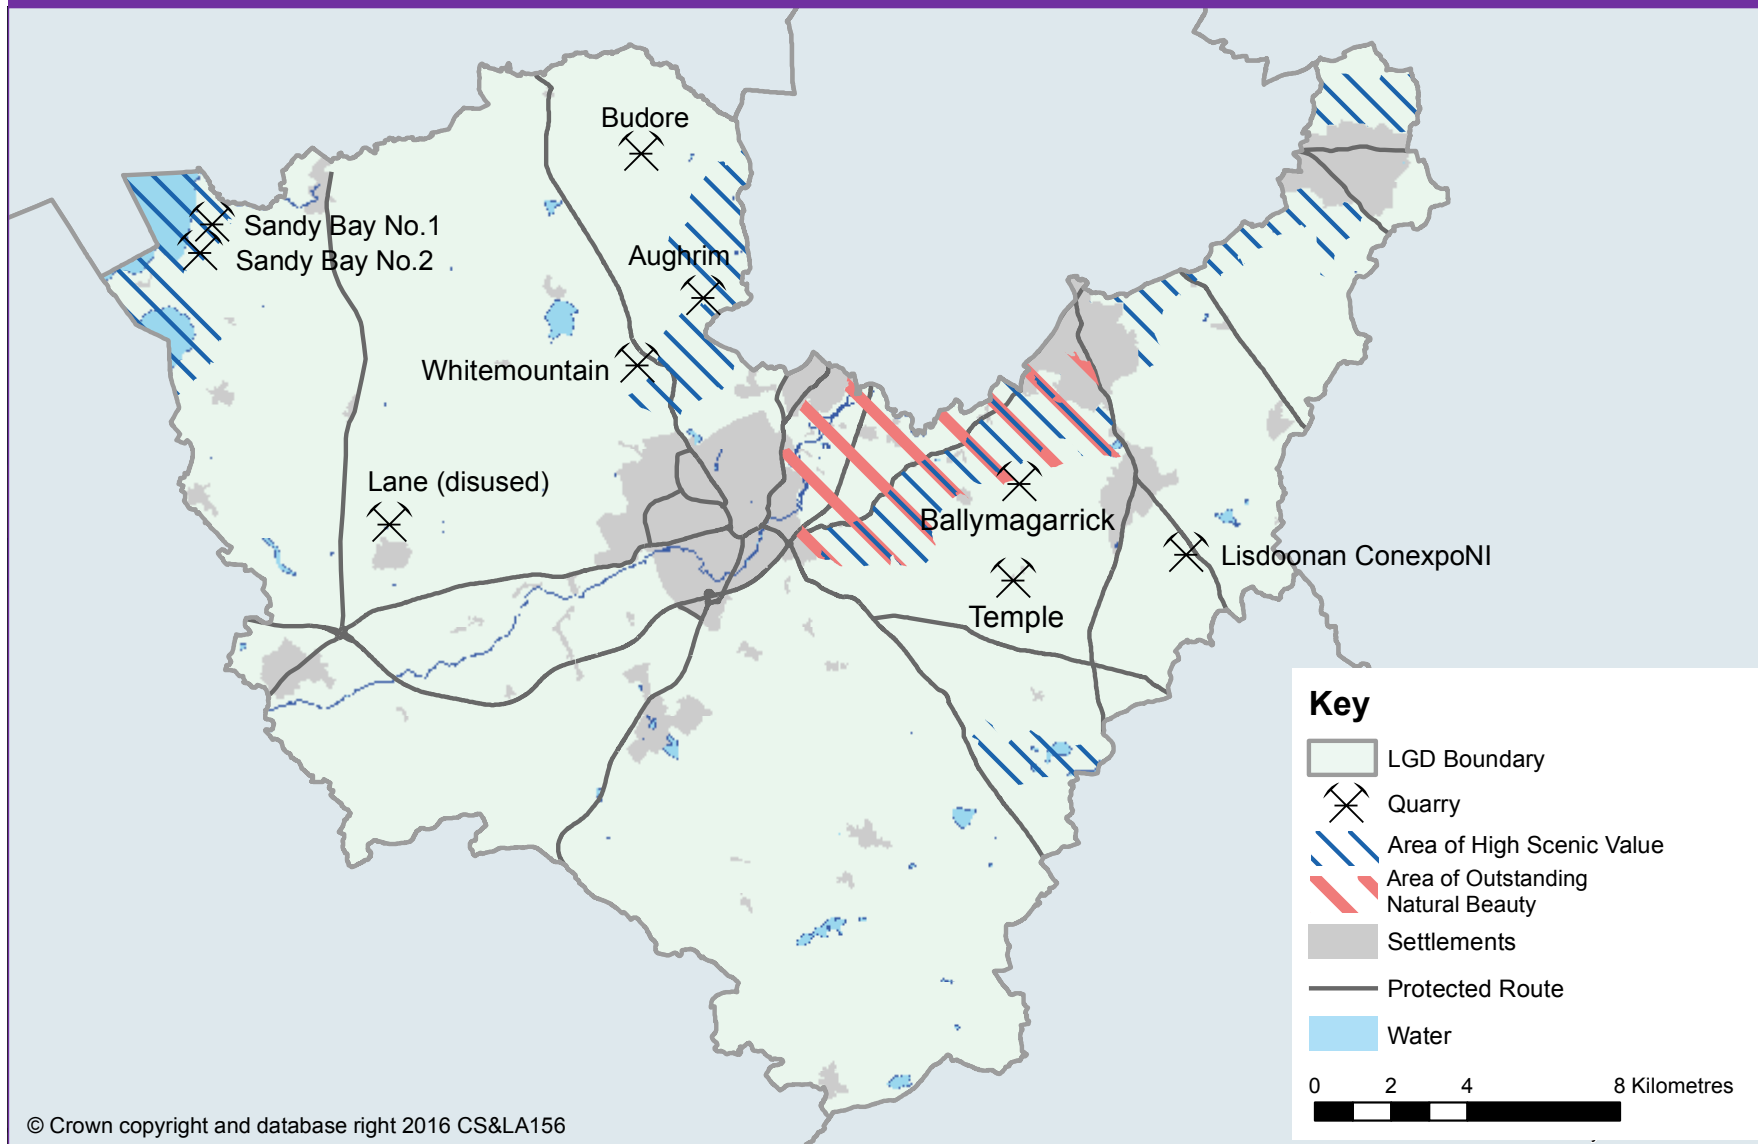 Budore
Sandy Bay No.1
Sandy Bay No.2
Aughrim
Whitemountain
Lane (disused)
Ballymagarrick
Lisdoonan ConexpoNI
Temple
Key
LGD Boundary
Quarry
Area of High Scenic Value
Area of Outstanding
Natural Beauty
Settlements
Protected Route
Water
0 2 4 8 Kilometres
© Crown copyright and database right 2016 CS&LA156